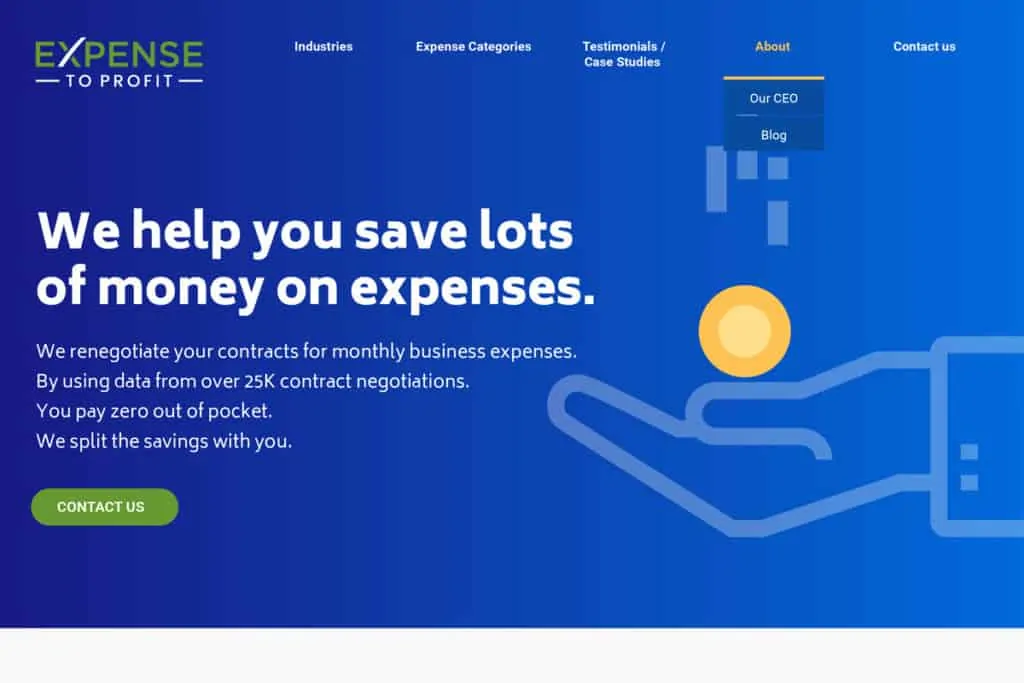 EXPENSE
TO PROFIT
Industries
Expense Categories
Testimonials /
Case Studies
About
Contact us
Our CEO
Blog
We help you save lots
of money on expenses.
We renegotiate your contracts for monthly business expenses.
By using data from over 25K contract negotiations.
You pay zero out of pocket.
We split the savings with you.
CONTACT US